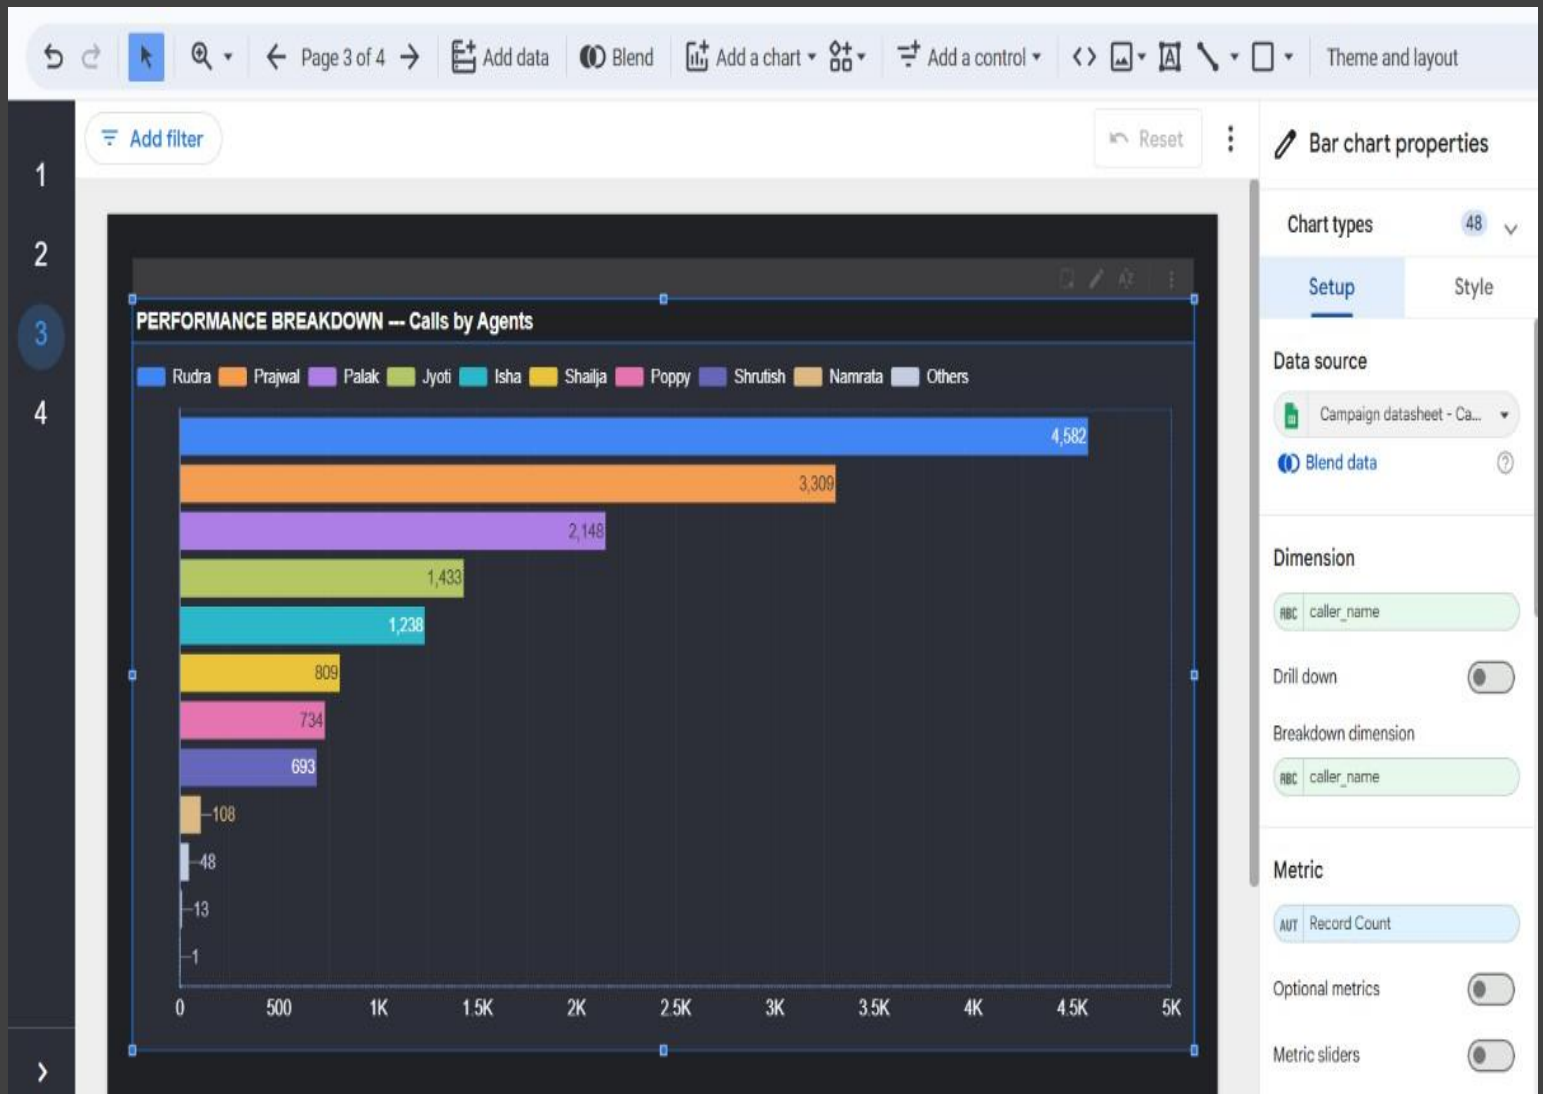 Page 3 of 4 Add data Blend Add a chart Add a control Theme and layout
1
2
3
4
Add filter
Reset
PERFORMANCE BREAKDOWN --- Calls by Agents
Rudra Prajwal Palak Jyoti Isha Shailja Poppy Shrutish Namrata Others
4,582
3,309
2,148
1,433
1,238
809
734
693
108
48
13
1
0 500 1K 1.5K 2K 2.5K 3K 3.5K 4K 4.5K 5K
Bar chart properties
Chart types 48
Setup Style
Data source
Campaign datasheet - Ca...
Blend data
Dimension
ABC caller_name
Drill down
Breakdown dimension
ABC caller_name
Metric
AUT Record Count
Optional metrics
Metric sliders